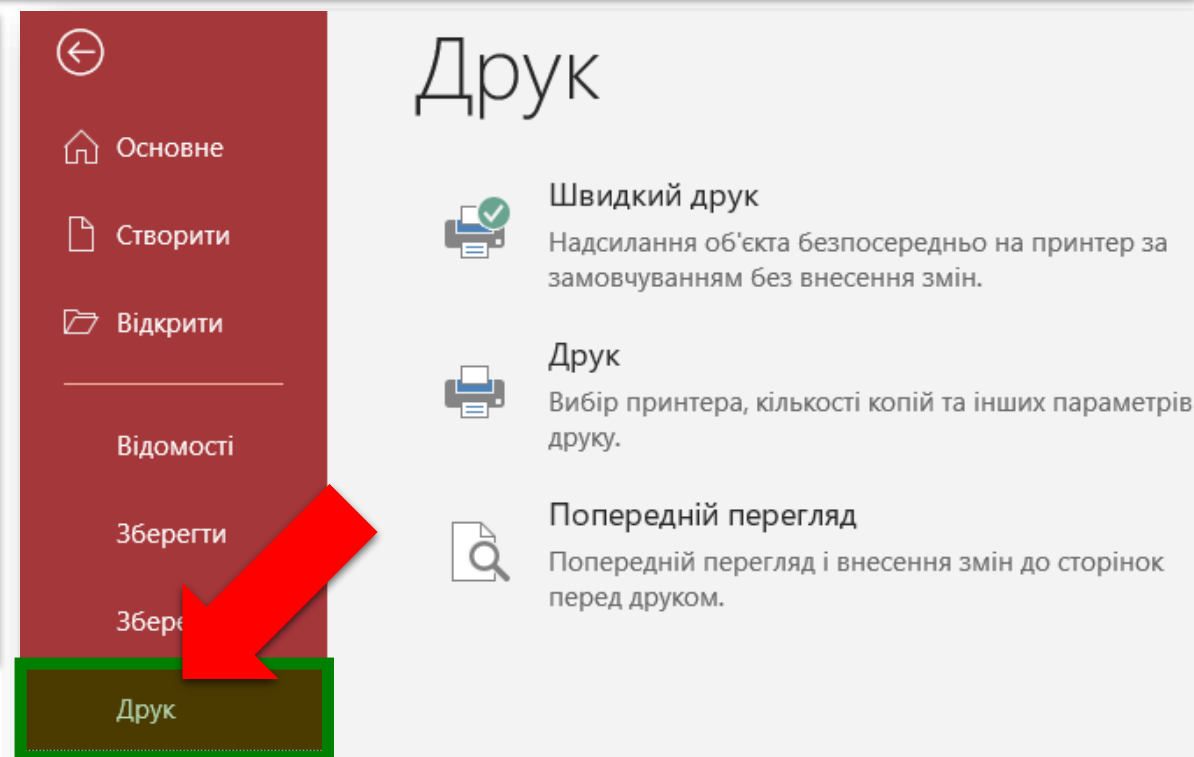 Друк
Основне
Створити
Відкрити
Відомості
Зберегти
Друк
Швидкий друк
Надсилання об'єкта безпосередньо на принтер за
замовчуванням без внесення змін.
Друк
Вибір принтера, кількості копій та інших параметрів
друку.
Попередній перегляд
Попередній перегляд і внесення змін до сторінок
перед друком.